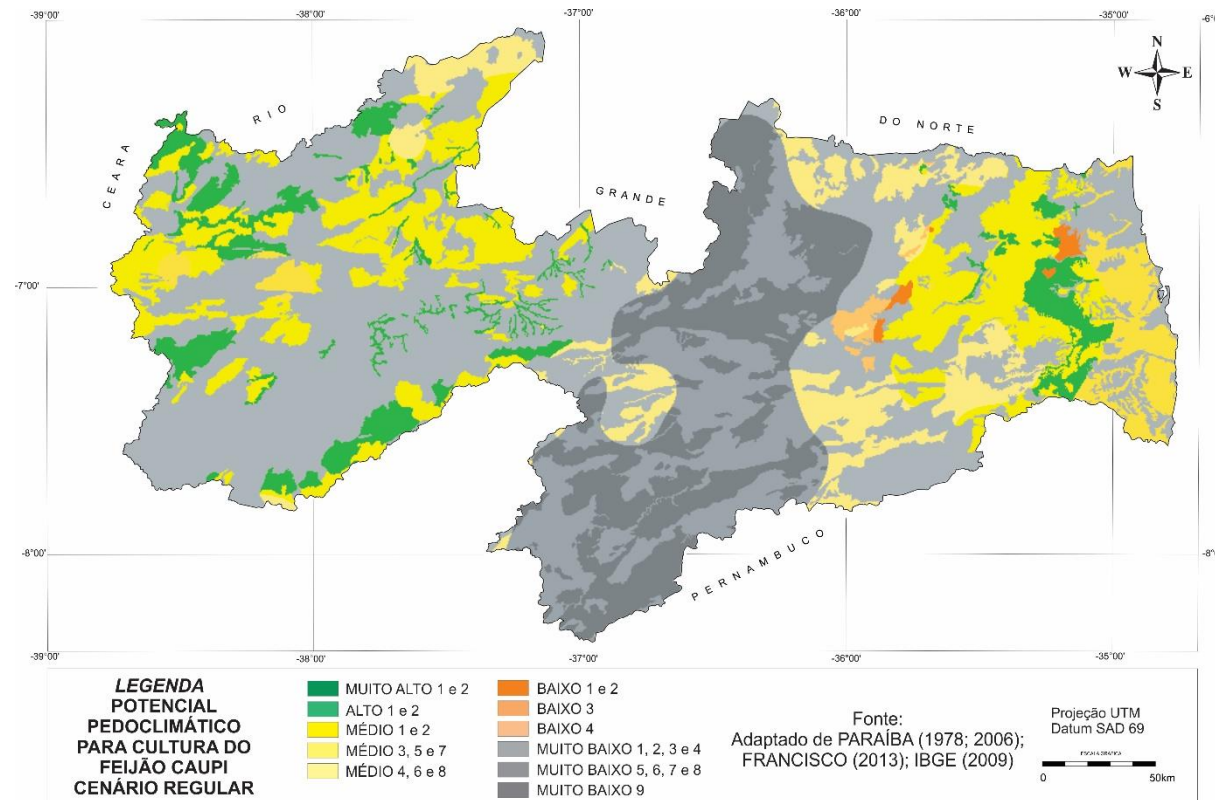 -39°00'
-38°00'
-37°00'
-36°00'
-35°00'
N
W E
S
RIO
DO NORTE
CEARA
GRANDE
-7°00'
-8°00'
PERNAMBUCO
-39°00'
-38°00'
-37°00'
-36°00'
-35°00'
LEGENDA
POTENCIAL
PEDOCLIMÁTICO
PARA CULTURA DO
FEIJÃO CAUPI
CENÁRIO REGULAR
MUITO ALTO 1 e 2
ALTO 1 e 2
MÉDIO 1 e 2
MÉDIO 3, 5 e 7
MÉDIO 4, 6 e 8
BAIXO 1 e 2
BAIXO 3
BAIXO 4
MUITO BAIXO 1, 2, 3 e 4
MUITO BAIXO 5, 6, 7 e 8
MUITO BAIXO 9
Fonte:
Adaptado de PARAÍBA (1978; 2006);
FRANCISCO (2013); IBGE (2009)
Projeção UTM
Datum SAD 69
ESCALA GRÁFICA
0 50km